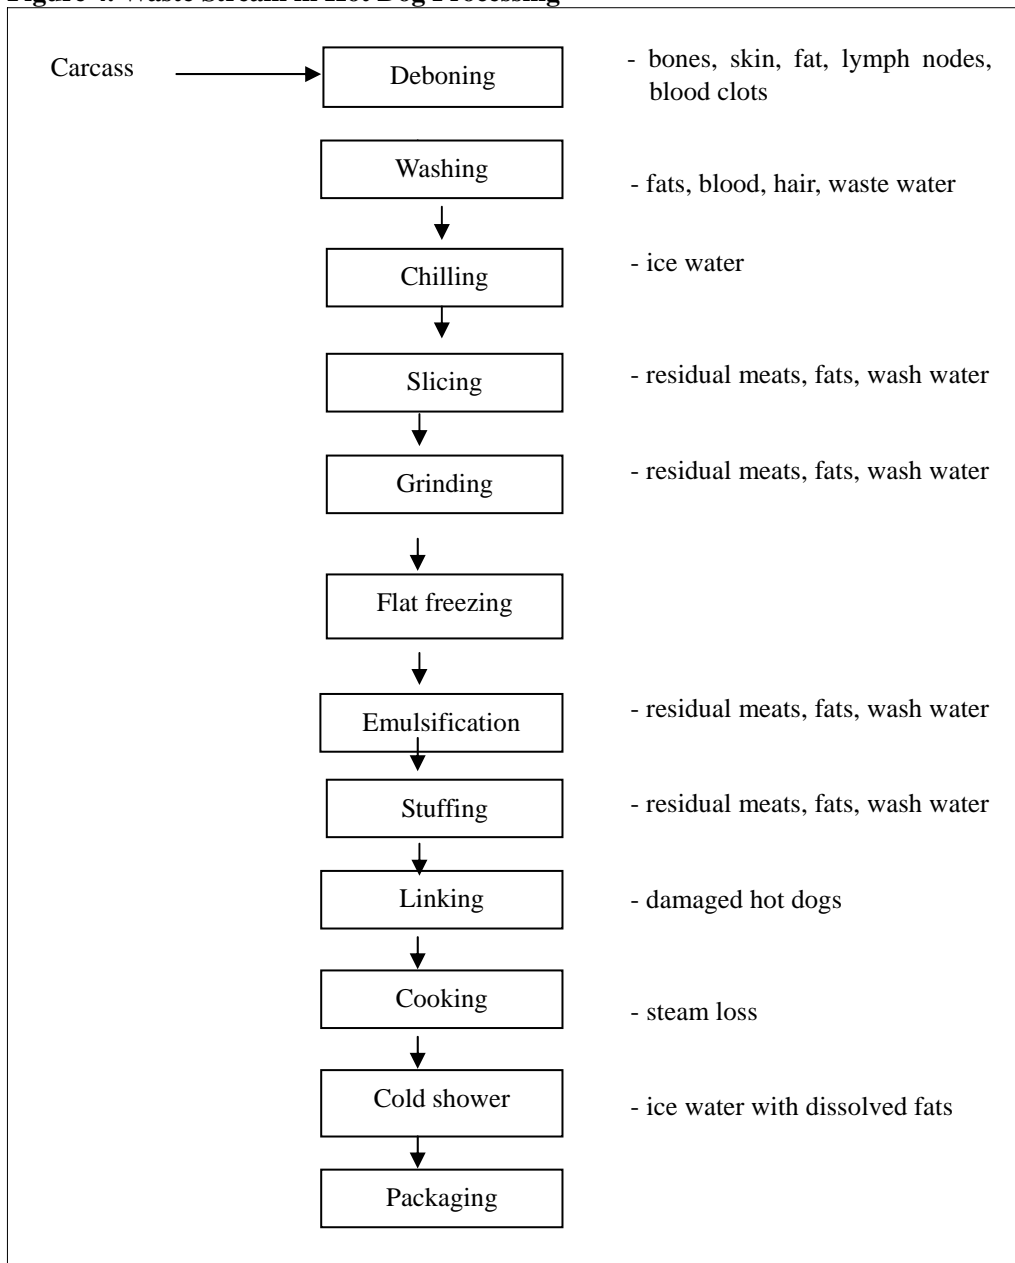 Figure 4. Waste Stream in Hot Dog Processing
Carcass
Deboning
- bones, skin, fat, lymph nodes,
blood clots
Washing
- fats, blood, hair, waste water
Chilling
- ice water
Slicing
- residual meats, fats, wash water
Grinding
- residual meats, fats, wash water
Flat freezing
Emulsification
- residual meats, fats, wash water
Stuffing
- residual meats, fats, wash water
Linking
- damaged hot dogs
Cooking
- steam loss
Cold shower
- ice water with dissolved fats
Packaging